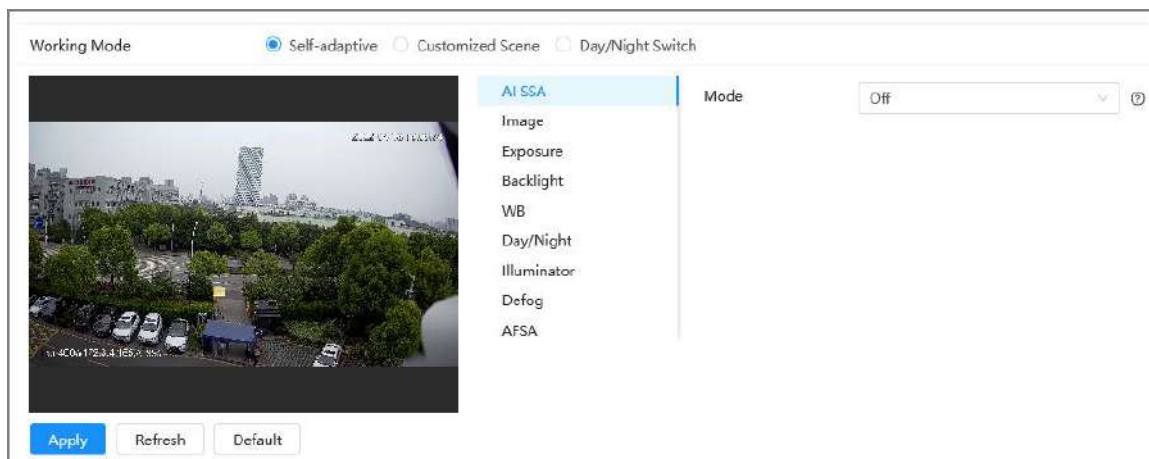 Working Mode
Self-adaptive Customized Scene Day/Night Switch
AI SSA
Image
Exposure
Backlight
WB
Day/Night
Illuminator
Defog
AFSA
Mode Off
Apply Refresh Default